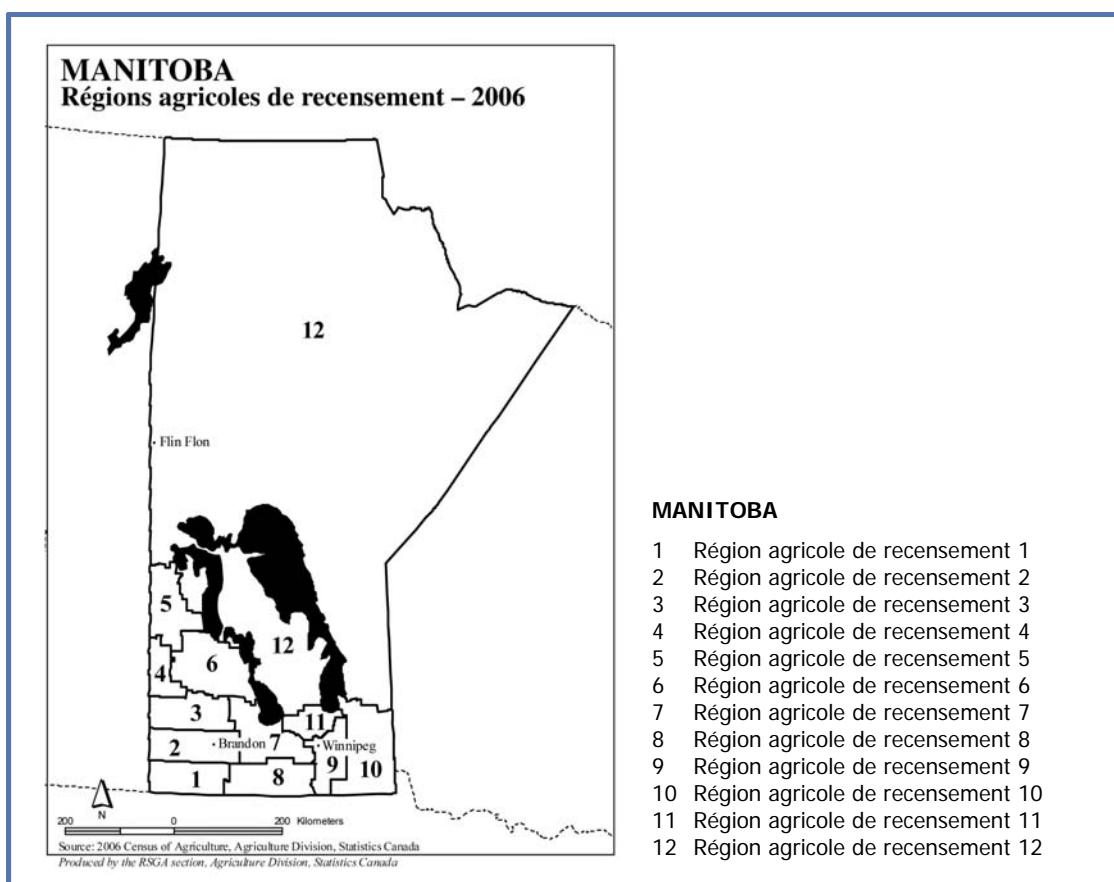 MANITOBA
Régions agricoles de recensement – 2006
12
Flin Flon
5
12
6
4
3
11
Brandon
7
Winnipeg
2
9
10
1
8
N
200 0 200 Kilometers
Source: 2006 Census of Agriculture, Agriculture Division, Statistics Canada
Produced by the RSGA section, Agriculture Division, Statistics Canada
MANITOBA
1 Région agricole de recensement 1
2 Région agricole de recensement 2
3 Région agricole de recensement 3
4 Région agricole de recensement 4
5 Région agricole de recensement 5
6 Région agricole de recensement 6
7 Région agricole de recensement 7
8 Région agricole de recensement 8
9 Région agricole de recensement 9
10 Région agricole de recensement 10
11 Région agricole de recensement 11
12 Région agricole de recensement 12